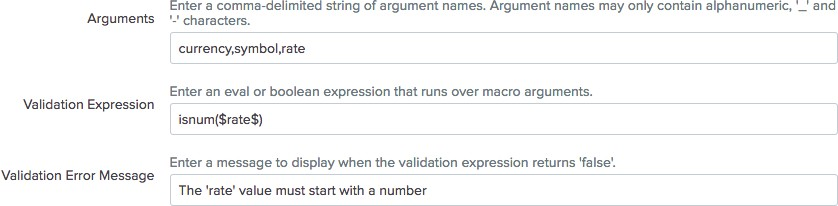 Enter a comma-delimited string of argument names. Argument names may only contain alphanumeric, '_' and
Arguments
'-' characters.
currency,symbol,rate
Enter an eval or boolean expression that runs over macro arguments.
Validation Expression
isnum($rate$)
Enter a message to display when the validation expression returns 'false'.
Validation Error Message
The 'rate' value must start with a number